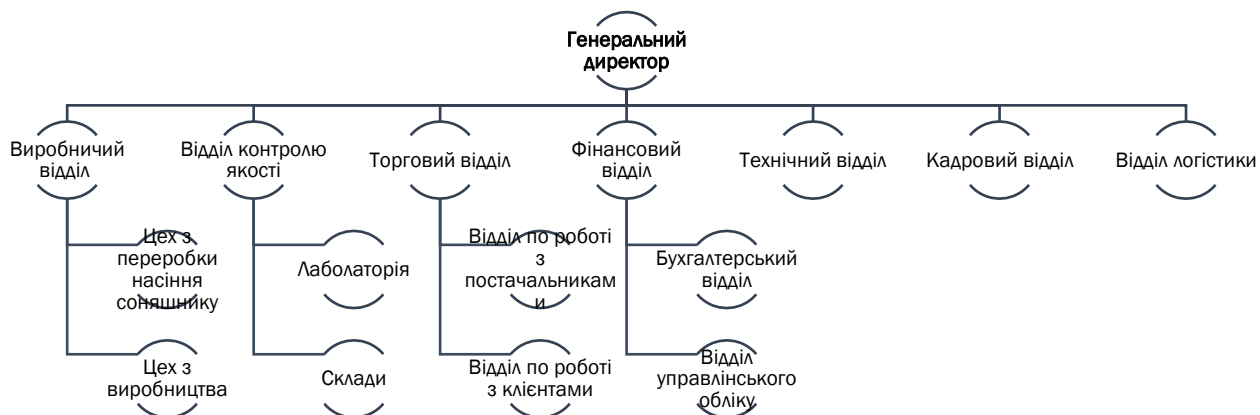 Генеральний
директор
Виробничий
відділ
Відділ контролю
якості
Торговий відділ
Фінансовий
відділ
Технічний відділ
Кадровий відділ
Відділ логістики
Цех з
переробки
насіння
соняшнику
Лаболаторія
Відділ по роботі
з
постачальникам
и
Бухгалтерський
відділ
Цех з
виробництва
Склади
Відділ по роботі
з клієнтами
Відділ
управлінського
обліку